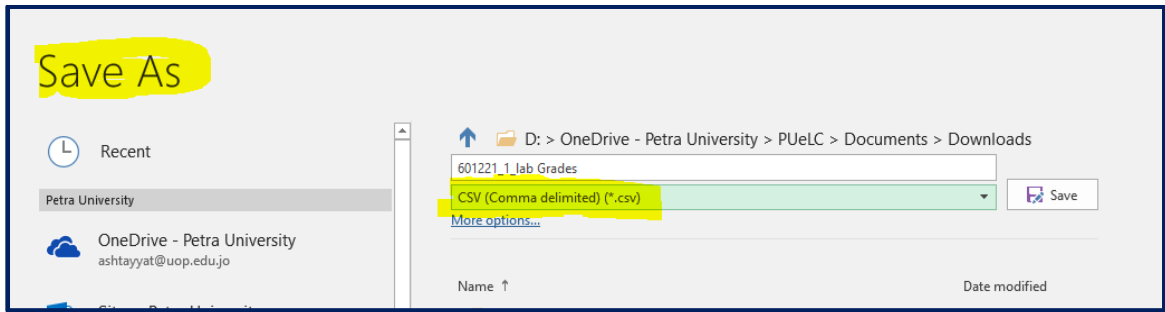 Save As
Recent
Petra University
OneDrive - Petra University
ashtayyat@uop.edu.jo
D: > OneDrive - Petra University > PUeLC > Documents > Downloads
601221_1_lab Grades
CSV (Comma delimited) (*.csv)
Save
More options...
Name ↑
Date modified